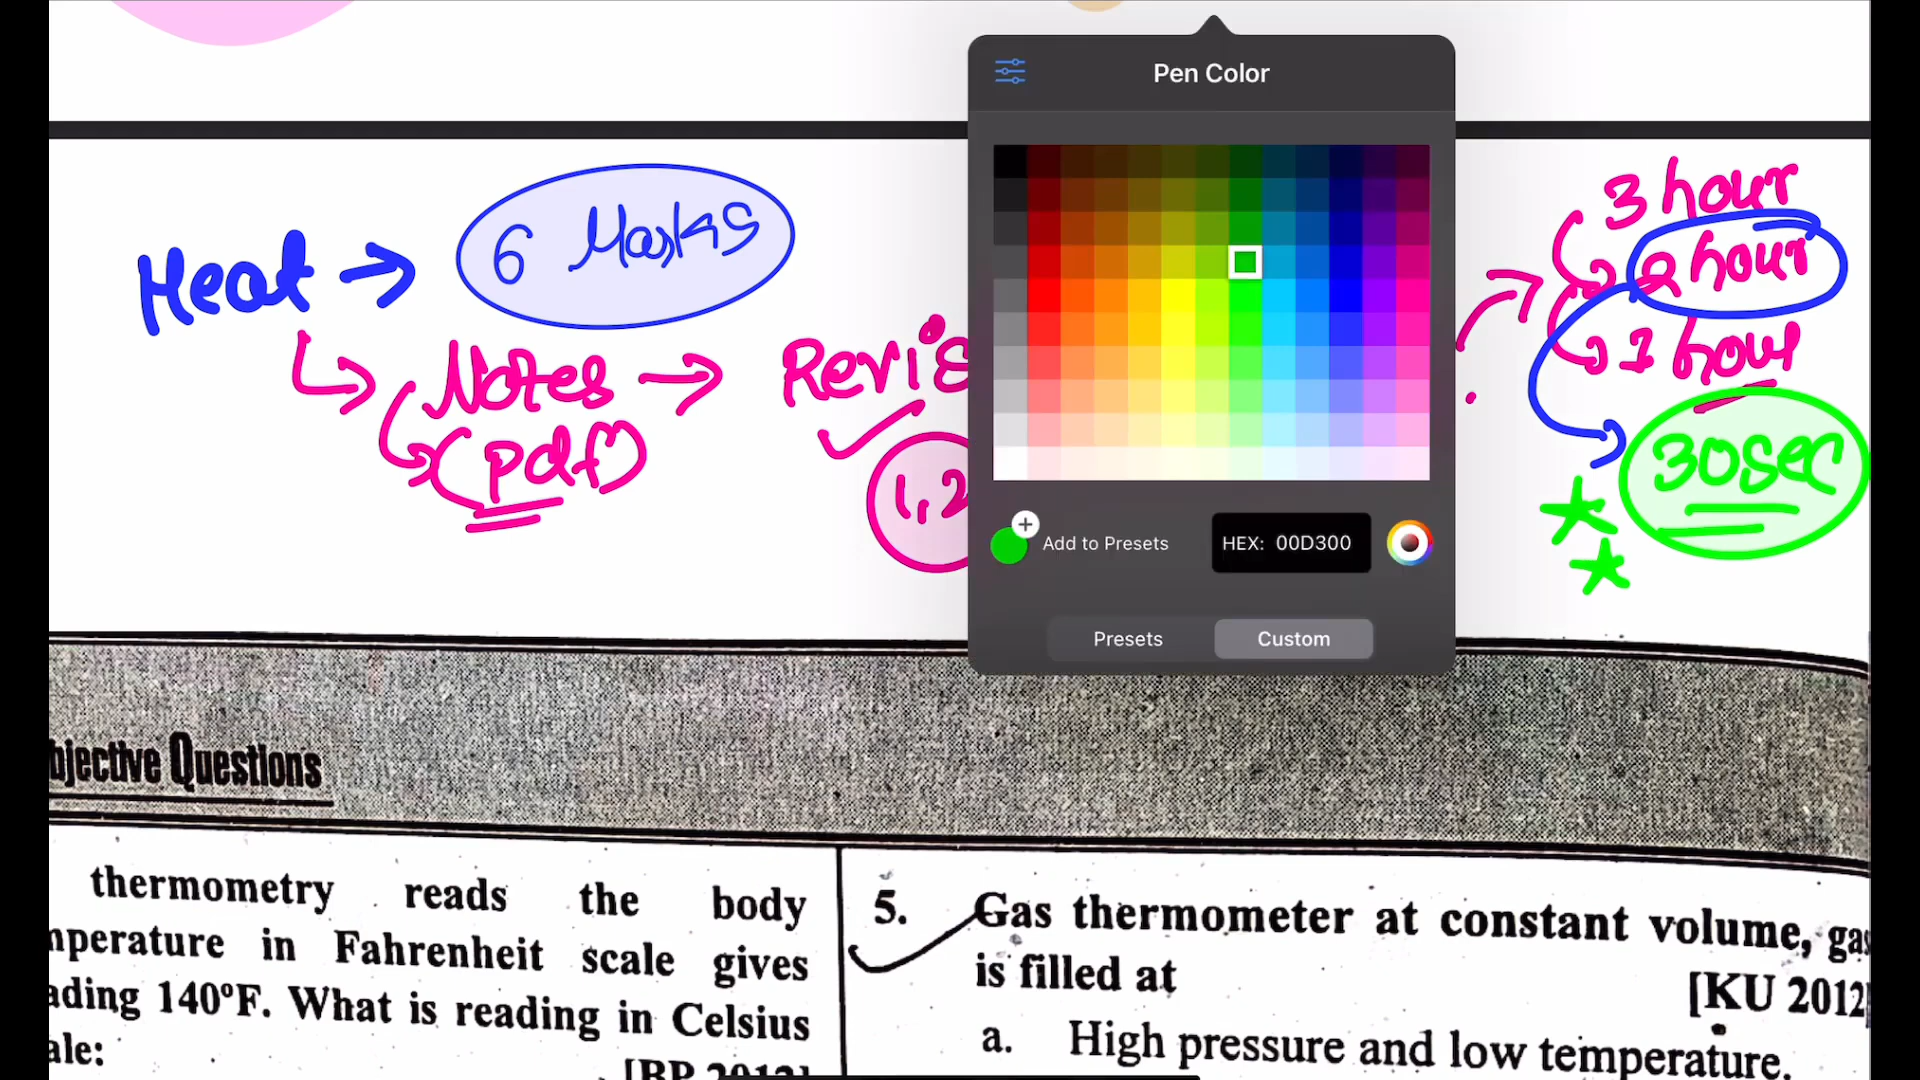 Pen Color
Heat → 6 Marks
↳ Notes → Revis
(pdf)
1,2
3 hour
2 hour
1 hour
30sec
Add to Presets
HEX: 00D300
Presets Custom
bjective Questions
thermometry reads the body
mperature in Fahrenheit scale gives
ading 140ºF. What is reading in Celsius
ale:
5. Gas thermometer at constant volume, gas
is filled at
[KU 2012]
a. High pressure and low temperature.